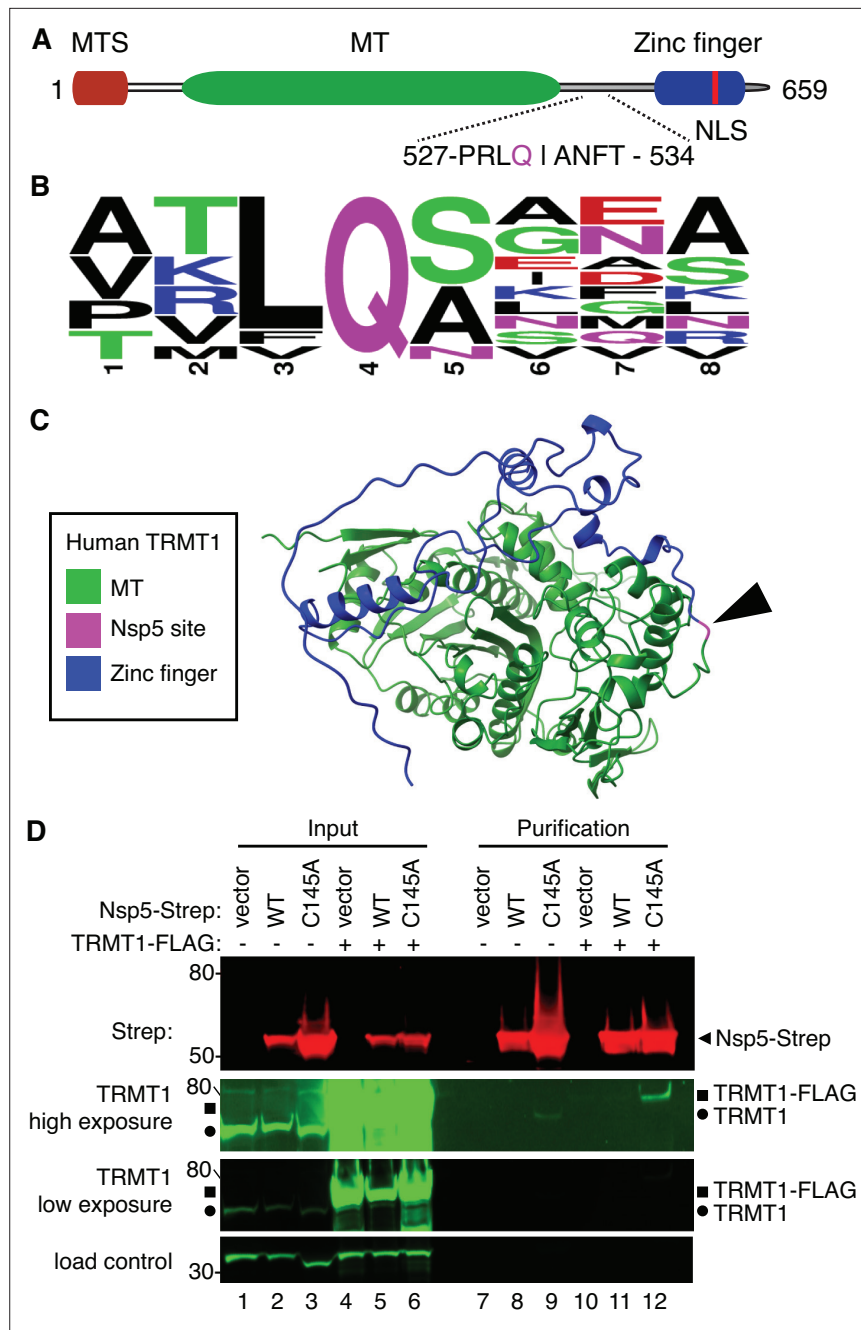 A
MTS MT Zinc finger
1 659
NLS
527-PRLQ | ANFT - 534
B
A T L Q S A E A
V K F A G N S
P R V N E A K
T V I D L
M K K N
L G R
N M V
S Q
V V
1 2 3 4 5 6 7 8
C
Human TRMT1
MT
Nsp5 site
Zinc finger
D
Input Purification
Nsp5-Strep: vector WT C145A vector WT C145A vector WT C145A vector WT C145A
TRMT1-FLAG: - - - + + + - - - + + +
80
Strep: ◄ Nsp5-Strep
50
TRMT1 80 ■ TRMT1-FLAG
high exposure ■ ● ● TRMT1
TRMT1 80 ■ TRMT1-FLAG
low exposure ■ ● ● TRMT1
load control
30
1 2 3 4 5 6 7 8 9 10 11 12